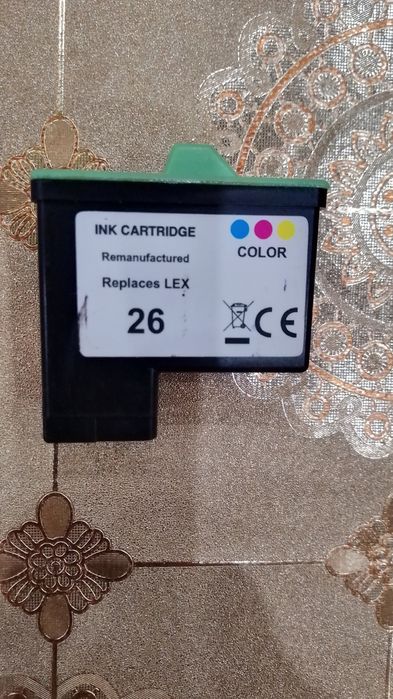 INK CARTRIDGE
Remanufactured
Replaces LEX
26
COLOR
CE